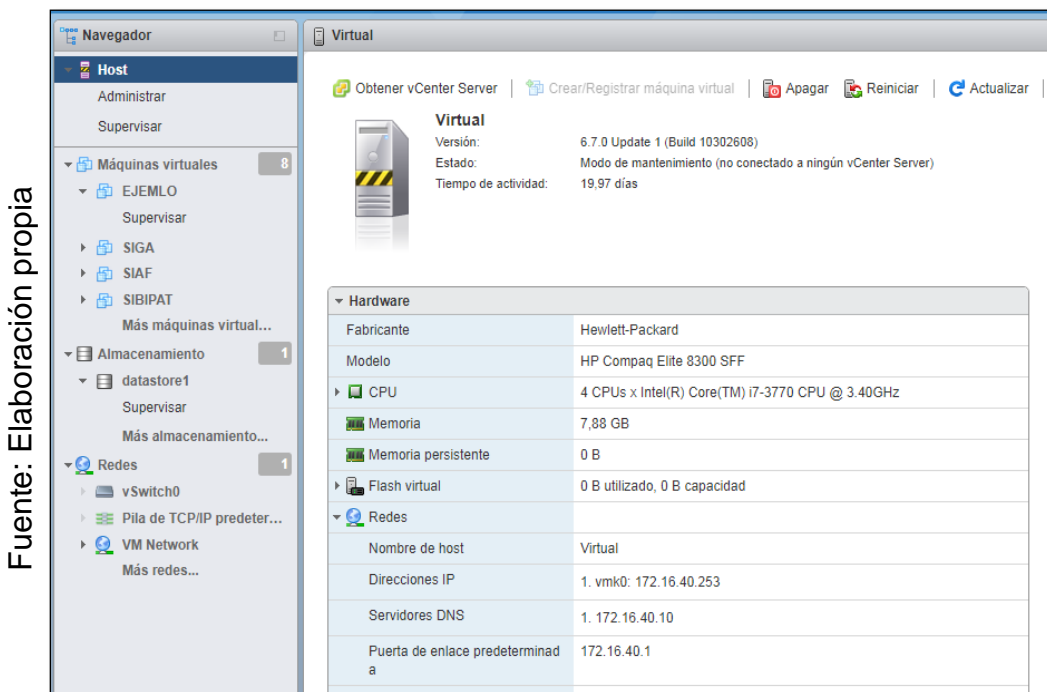 Fuente: Elaboración propia
Navegador
Host
Administrar
Supervisar
Máquinas virtuales 8
EJEMLO
Supervisar
SIGA
SIAF
SIBIPAT
Más máquinas virtual...
Almacenamiento 1
datastore1
Supervisar
Más almacenamiento...
Redes 1
vSwitch0
Pila de TCP/IP predeter...
VM Network
Más redes...
Virtual
Obtener vCenter Server Crear/Registrar máquina virtual Apagar Reiniciar Actualizar
Virtual
Versión: 6.7.0 Update 1 (Build 10302608)
Estado: Modo de mantenimiento (no conectado a ningún vCenter Server)
Tiempo de actividad: 19,97 días
Hardware
Fabricante Hewlett-Packard
Modelo HP Compaq Elite 8300 SFF
CPU 4 CPUs x Intel(R) Core(TM) i7-3770 CPU @ 3.40GHz
Memoria 7,88 GB
Memoria persistente 0 B
Flash virtual 0 B utilizado, 0 B capacidad
Redes
Nombre de host Virtual
Direcciones IP 1. vmk0: 172.16.40.253
Servidores DNS 1. 172.16.40.10
Puerta de enlace predeterminad 172.16.40.1
a